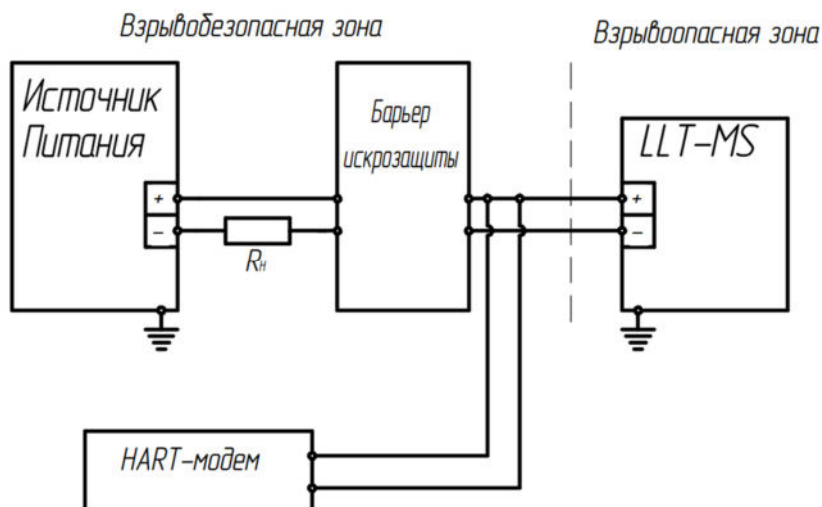 Взрывобезопасная зона
Взрывоопасная зона
Источник
Питания
Барьер
искрозащиты
LLT-MS
+
-
Rн
+
-
HART-модем